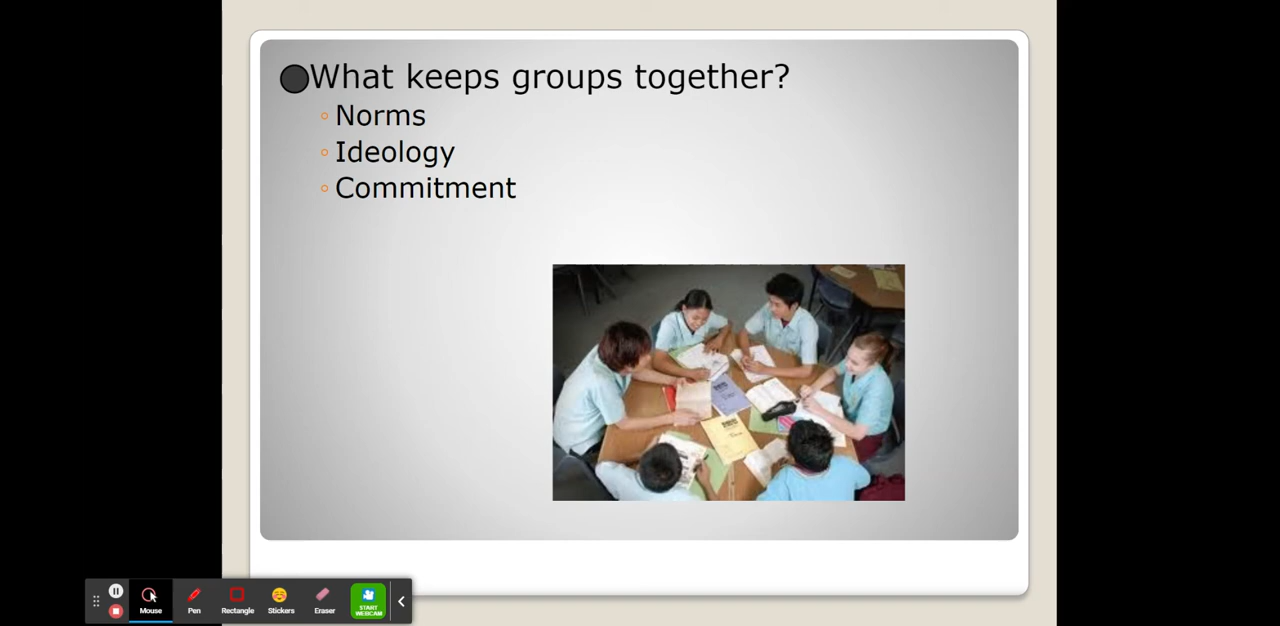 What keeps groups together?
Norms
Ideology
Commitment
Mouse
Pen
Rectangle
Stickers
Eraser
START
WEBCAM